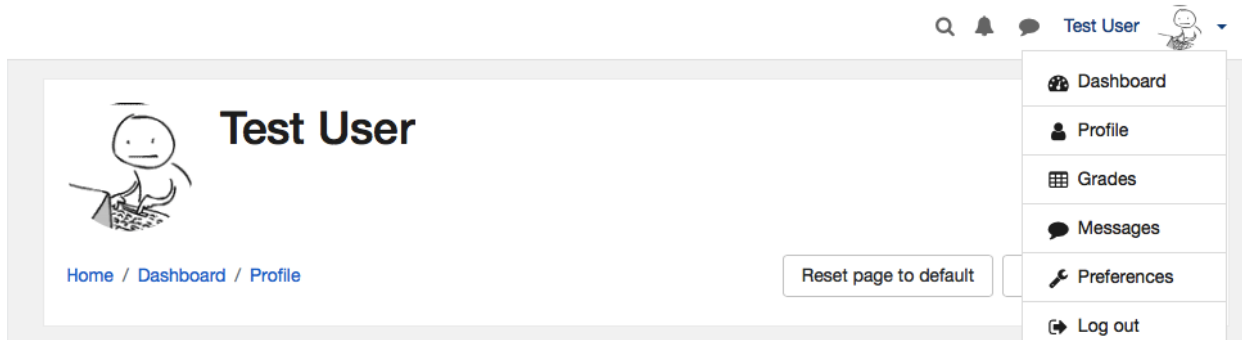 Test User
Dashboard
Profile
Grades
Messages
Preferences
Log out
Test User
Home / Dashboard / Profile
Reset page to default